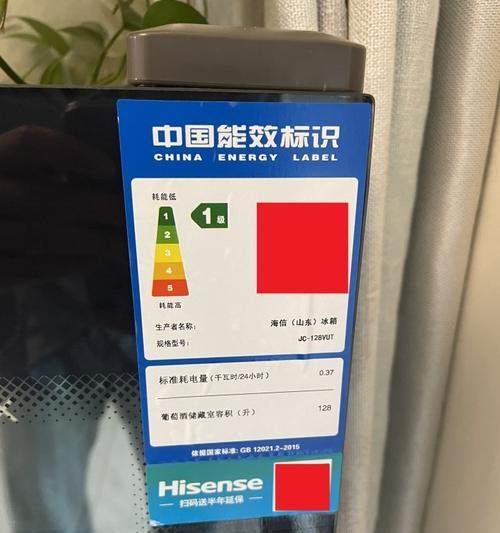 中国能效标识
CHINA ENERGY LABEL
耗能低
1
2
3
4
5
耗能高
1级
生产者名称: 海信（山东）冰箱
规格型号: JC-128VUT
标准耗电量(千瓦时/24小时) 0.37
葡萄酒储藏室容积（升） 128
依据国家标准: GB 12021.2-2015
Hisense
扫码送半年延保